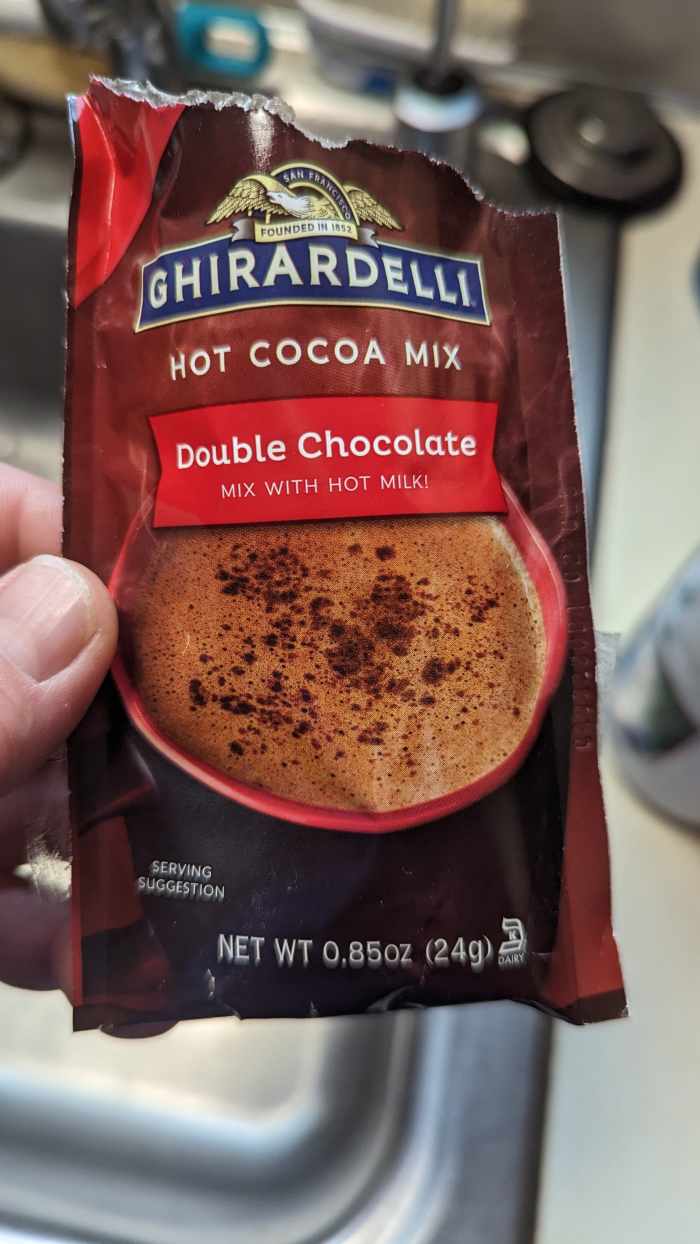 SAN FRANCISCO
FOUNDED IN 1852
GHIRARDELLI
HOT COCOA MIX
Double Chocolate
MIX WITH HOT MILK!
SERVING
SUGGESTION
NET WT 0.85OZ (24g)
K
DAIRY